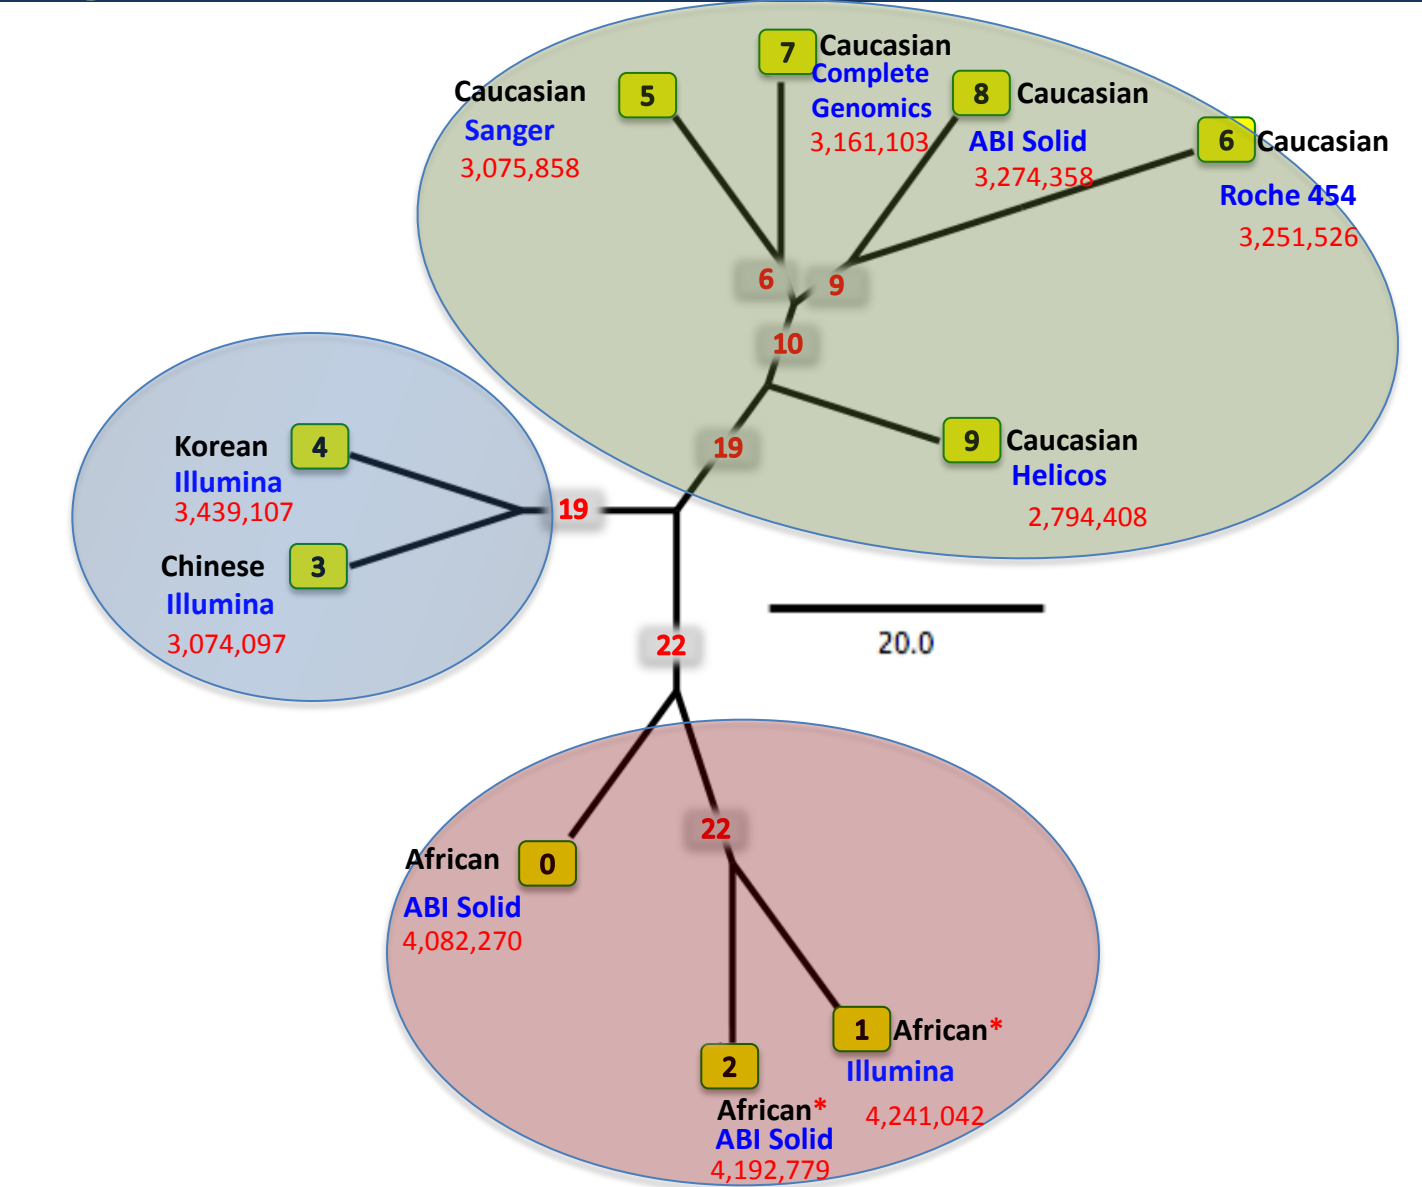 7
Caucasian
Complete
Genomics
3,161,103
5
Caucasian
Sanger
3,075,858
8
Caucasian
ABI Solid
3,274,358
6
Caucasian
Roche 454
3,251,526
6
9
10
19
9
Caucasian
Helicos
2,794,408
Korean
4
Illumina
3,439,107
19
Chinese
3
Illumina
3,074,097
20.0
22
22
African
0
ABI Solid
4,082,270
1
African*
Illumina
4,241,042
2
African*
ABI Solid
4,192,779